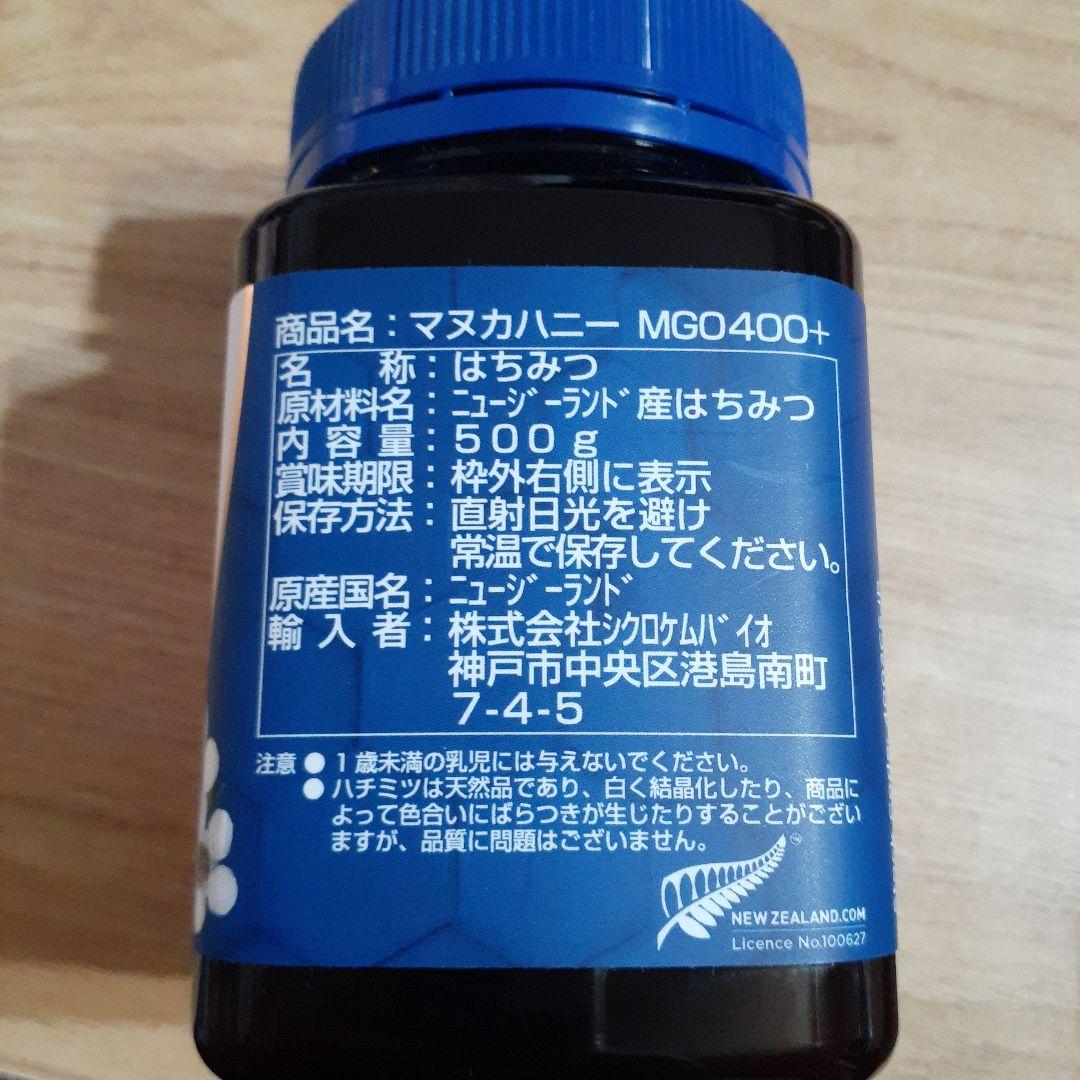 商品名：マヌカハニー MGO400+
名　　称：はちみつ
原材料名：ﾆｭｰｼﾞｰﾗﾝﾄﾞ産はちみつ
内 容 量：５００ｇ
賞味期限：枠外右側に表示
保存方法：直射日光を避け
常温で保存してください。
原産国名：ﾆｭｰｼﾞｰﾗﾝﾄﾞ
輸 入 者：株式会社ｼｸﾛｹﾑﾊﾞｲｵ
神戸市中央区港島南町
7-4-5
注意 ● 1歳未満の乳児には与えないでください。
● ハチミツは天然品であり、白く結晶化したり、商品に
よって色合いにばらつきが生じたりすることがござい
ますが、品質に問題はございません。
TM
NEW ZEALAND.COM
Licence No.100627